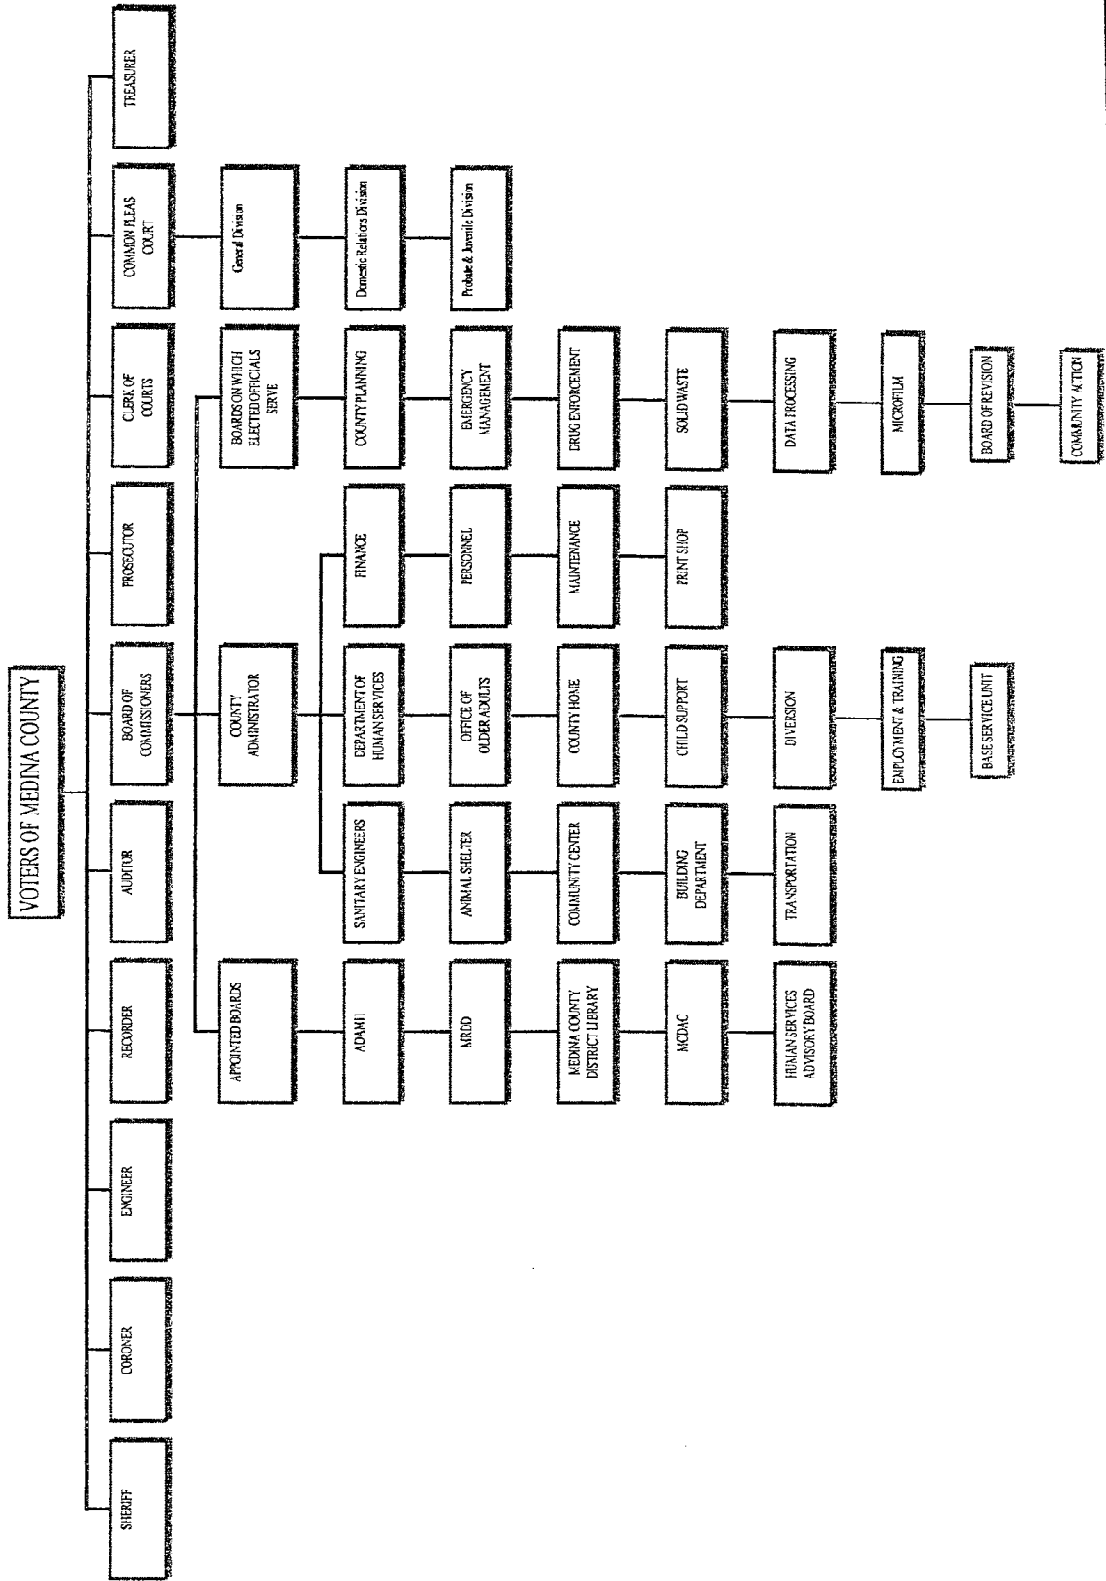 VOTERS OF MEDINA COUNTY
SHERIFF
CORONER
ENGINEER
RECORDER
AUDITOR
BOARD OF
COMMISSIONERS
PROSECUTOR
CLERK OF
COURTS
COMMON PLEAS
COURT
TREASURER
APPOINTED BOARDS
COUNTY
ADMINISTRATOR
BOARDS ON WHICH
ELECTED OFFICIALS
SERVE
General Division
ADAMH
SANITARY ENGINEERS
DEPARTMENT OF
HUMAN SERVICES
FINANCE
COUNTY PLANNING
Domestic Relations Division
MRDD
ANIMAL SHELTER
OFFICE OF
OLDER ADULTS
PERSONNEL
EMERGENCY
MANAGEMENT
Probate & Juvenile Division
MEDINA COUNTY
DISTRICT LIBRARY
COMMUNITY CENTER
COUNTY HOME
MAINTENANCE
DRUG ENFORCEMENT
MCDAC
BUILDING
DEPARTMENT
CHILD SUPPORT
PRINT SHOP
SOLID WASTE
HUMAN SERVICES
ADVISORY BOARD
TRANSPORTATION
DIVERSION
DATA PROCESSING
EMPLOYMENT & TRAINING
MICROFILM
BASE SERVICE UNIT
BOARD OF REVISION
COMMUNITY ACTION